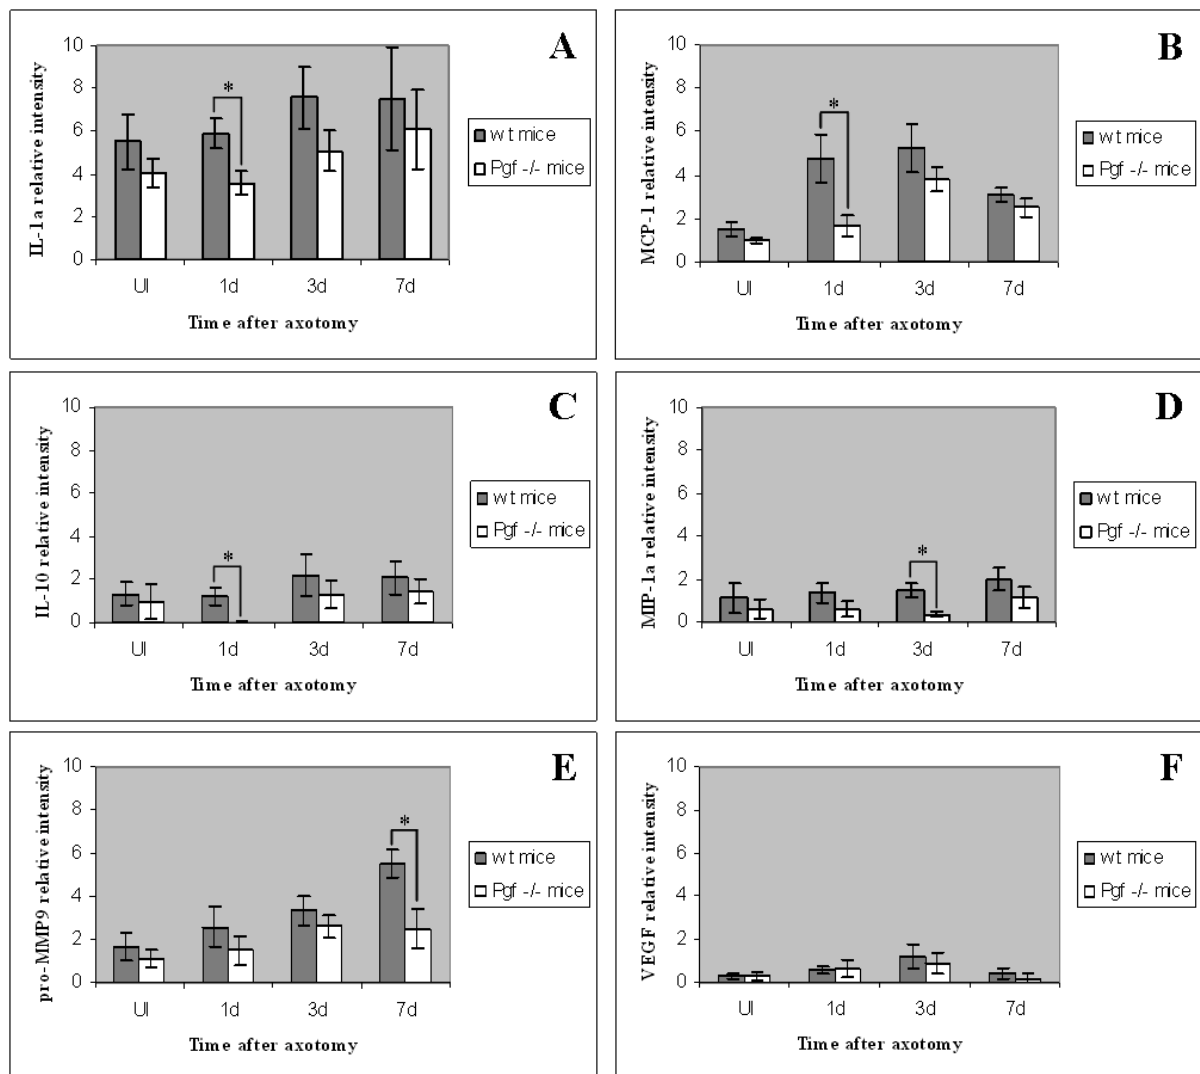 A
IL-1a relative intensity
10
8
6
4
2
0
*
UI 1d 3d 7d
Time after axotomy
wt mice
Pgf -/- mice
B
MCP-1 relative intensity
10
8
6
4
2
0
*
UI 1d 3d 7d
Time after axotomy
wt mice
Pgf -/- mice
C
IL-10 relative intensity
10
8
6
4
2
0
*
UI 1d 3d 7d
Time after axotomy
wt mice
Pgf -/- mice
D
MIP-1a relative intensity
10
8
6
4
2
0
*
UI 1d 3d 7d
Time after axotomy
wt mice
Pgf -/- mice
E
pro-MMP9 relative intensity
10
8
6
4
2
0
*
UI 1d 3d 7d
Time after axotomy
wt mice
Pgf -/- mice
F
VEGF relative intensity
10
8
6
4
2
0
UI 1d 3d 7d
Time after axotomy
wt mice
Pgf -/- mice